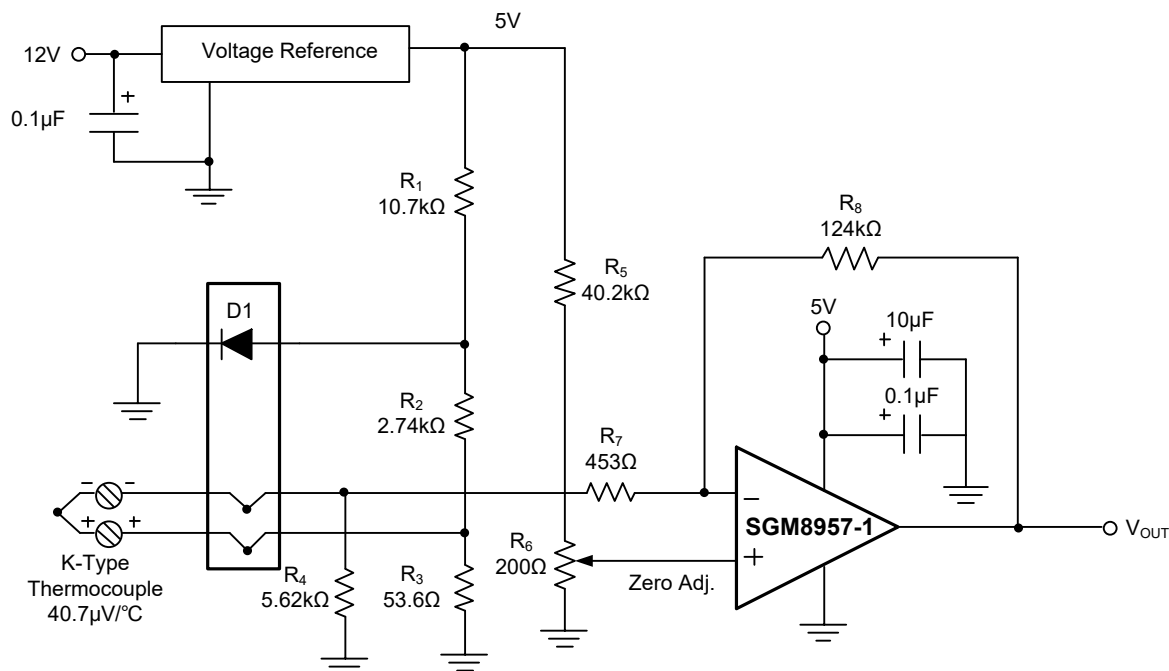 5V
12V
Voltage Reference
+
0.1µF
R1
10.7kΩ
R8
124kΩ
R5
40.2kΩ
D1
5V
10µF
+
0.1µF
+
R2
2.74kΩ
R7
453Ω
− −
+ +
−
SGM8957-1
+
VOUT
K-Type
Thermocouple
40.7µV/°C
R4
5.62kΩ
R3
53.6Ω
R6
200Ω
Zero Adj.